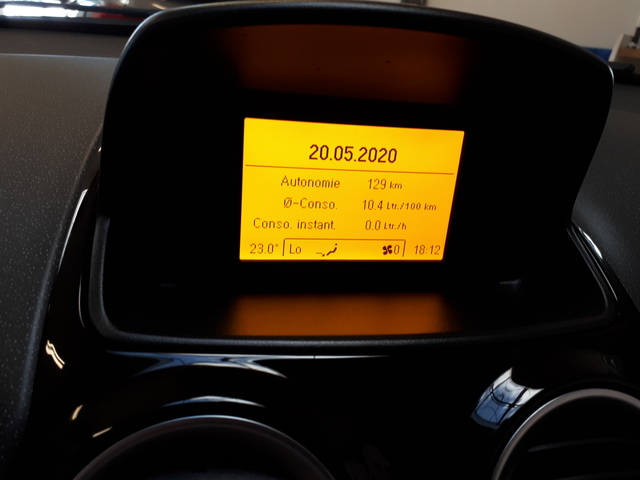 20.05.2020
Autonomie 129 km
Ø-Conso. 10.4 Ltr./100 km
Conso. instant. 0.0 Ltr./h
23.0° Lo 0 18:12